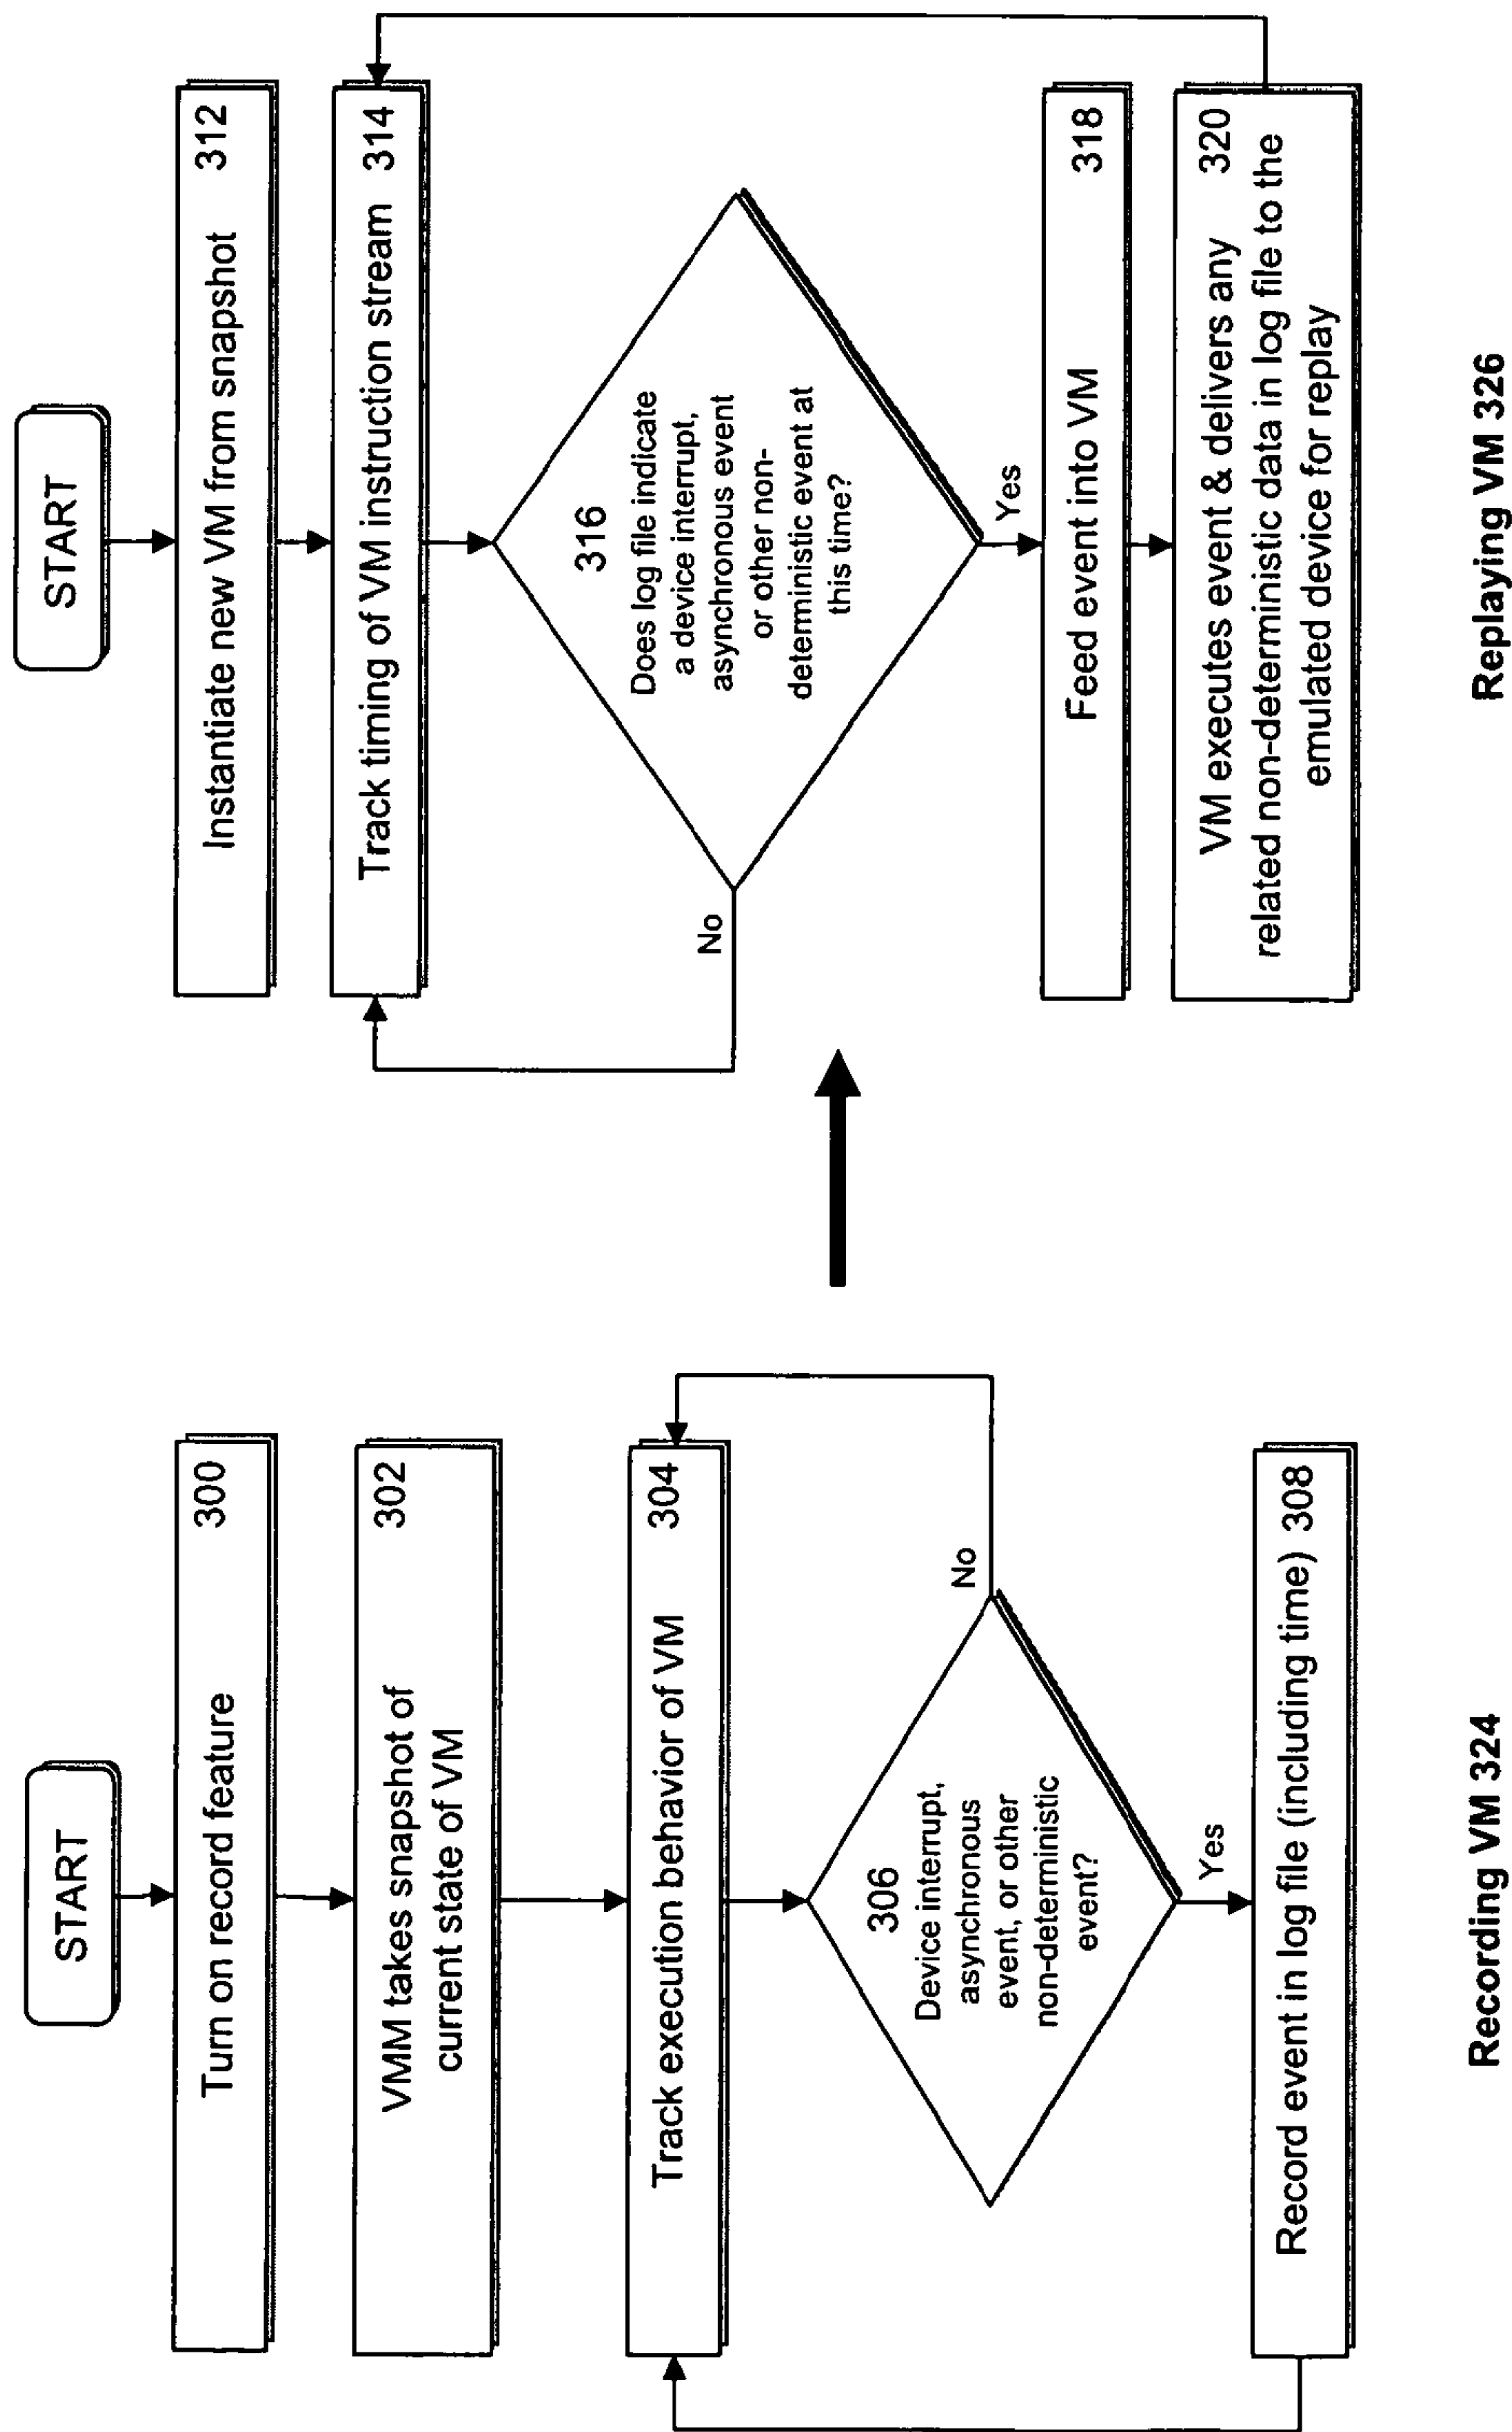 START
Turn on record feature 300
VMM takes snapshot of 302
current state of VM
Track execution behavior of VM 304
306
Device interrupt,
asynchronous
event, or other
non-deterministic
event?
No
Yes
Record event in log file (including time) 308
Recording VM 324
START
Instantiate new VM from snapshot 312
Track timing of VM instruction stream 314
316
Does log file indicate
a device interrupt,
asynchronous event
or other non-
deterministic event at
this time?
No
Yes
Feed event into VM 318
VM executes event & delivers any 320
related non-deterministic data in log file to the
emulated device for replay
Replaying VM 326